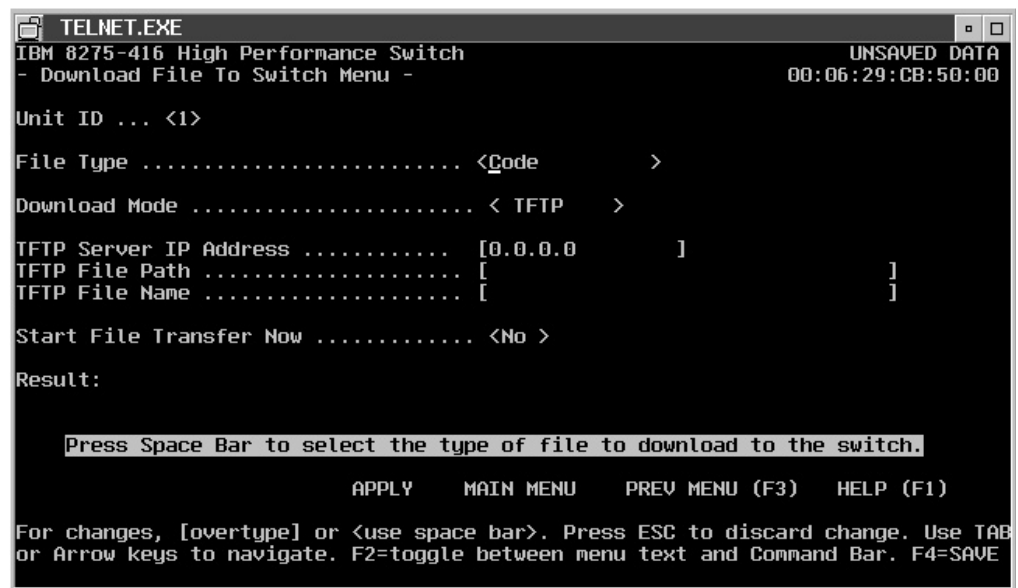 TELNET.EXE
IBM 8275-416 High Performance Switch UNSAVED DATA
- Download File To Switch Menu - 00:06:29:CB:50:00
Unit ID ... <1>
File Type .......................... <Code >
Download Mode ....................... < TFTP >
TFTP Server IP Address ............ [0.0.0.0 ]
TFTP File Path ..................... [ ]
TFTP File Name ..................... [ ]
Start File Transfer Now ............. <No >
Result:
Press Space Bar to select the type of file to download to the switch.
APPLY MAIN MENU PREV MENU (F3) HELP (F1)
For changes, [overtype] or <use space bar>. Press ESC to discard change. Use TAB
or Arrow keys to navigate. F2=toggle between menu text and Command Bar. F4=SAVE